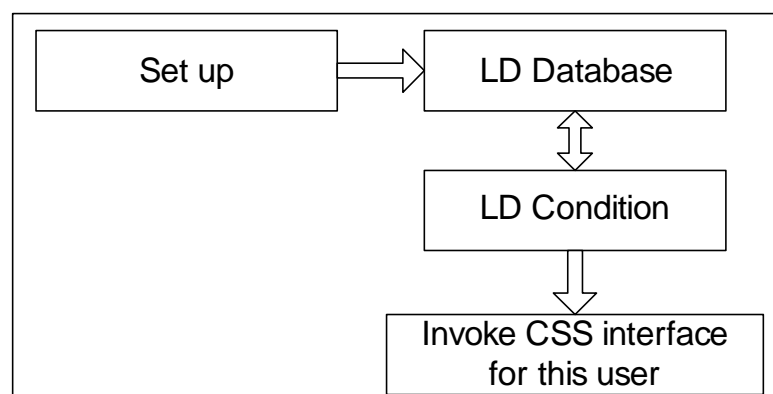 Set up
LD Database
LD Condition
Invoke CSS interface
for this user